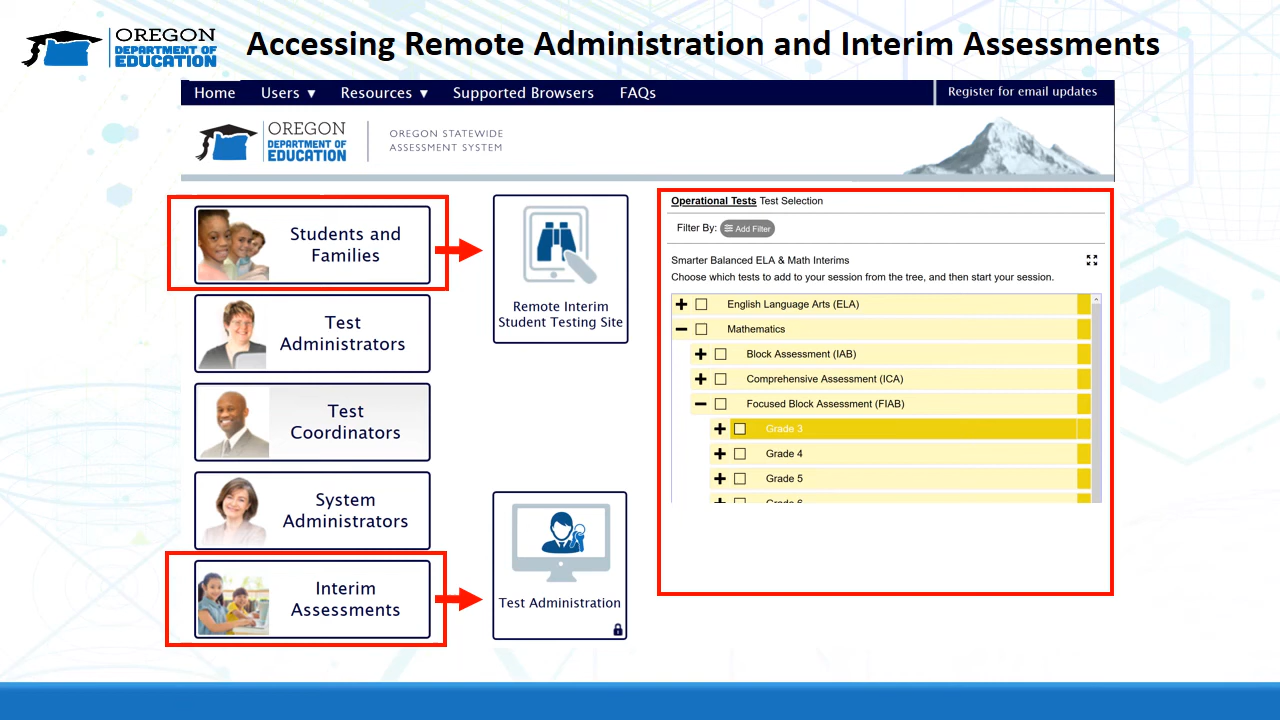 OREGON
DEPARTMENT OF
EDUCATION
Accessing Remote Administration and Interim Assessments
Home Users ▼ Resources ▼ Supported Browsers FAQs Register for email updates
OREGON
DEPARTMENT OF
EDUCATION
OREGON STATEWIDE
ASSESSMENT SYSTEM
Students and
Families
Test
Administrators
Test
Coordinators
System
Administrators
Interim
Assessments
Remote Interim
Student Testing Site
Test Administration
Operational Tests Test Selection
Filter By: Add Filter
Smarter Balanced ELA & Math Interims
Choose which tests to add to your session from the tree, and then start your session.
English Language Arts (ELA)
Mathematics
Block Assessment (IAB)
Comprehensive Assessment (ICA)
Focused Block Assessment (FIAB)
Grade 3
Grade 4
Grade 5
Grade 6